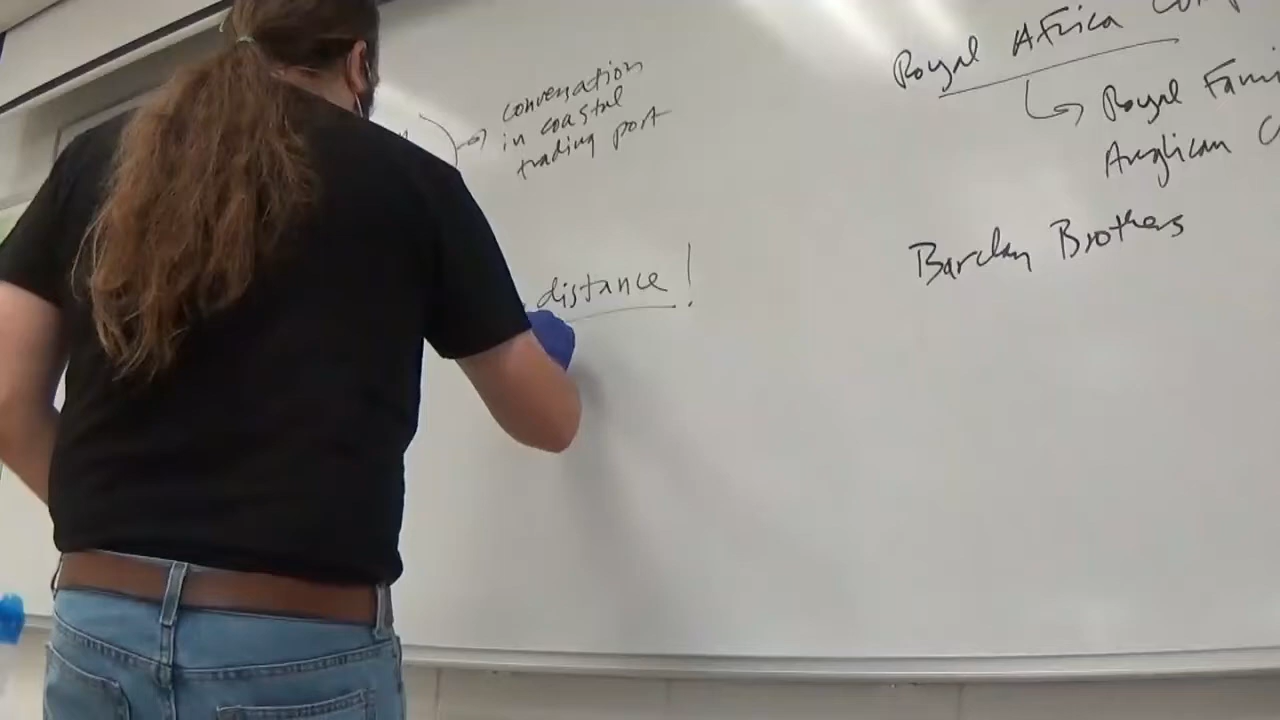 conversation
in coastal
trading port
distance!
Royal Africa
Royal
Anglican
Barclay Brothers